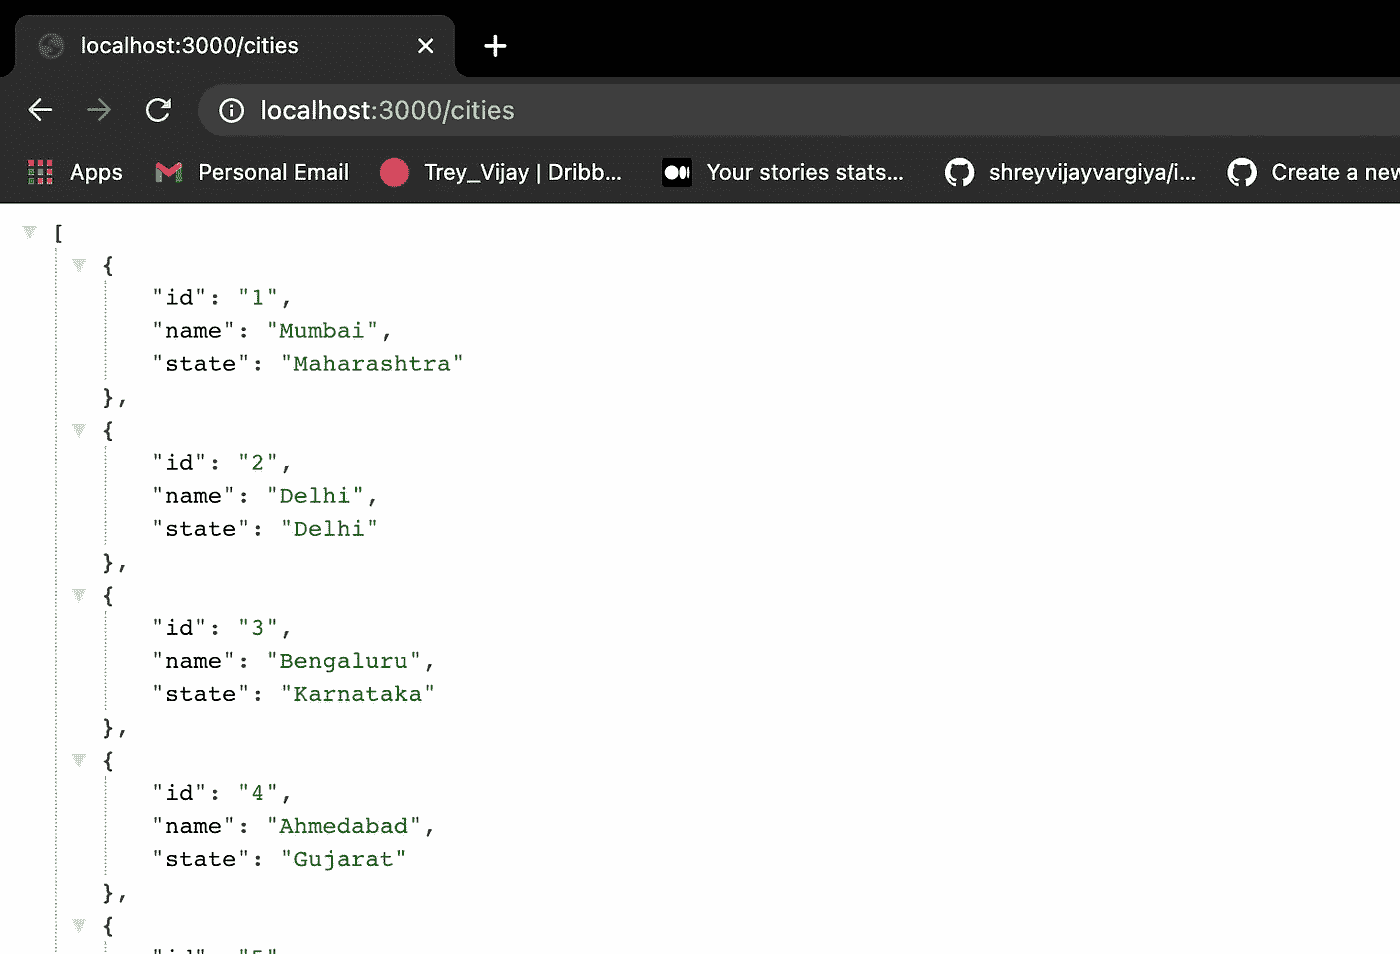 localhost:3000/cities
localhost:3000/cities
Apps Personal Email Trey_Vijay | Dribb... Your stories stats... shreyvijayvargiya/i... Create a new
[
{
"id": "1",
"name": "Mumbai",
"state": "Maharashtra"
},
{
"id": "2",
"name": "Delhi",
"state": "Delhi"
},
{
"id": "3",
"name": "Bengaluru",
"state": "Karnataka"
},
{
"id": "4",
"name": "Ahmedabad",
"state": "Gujarat"
},
{